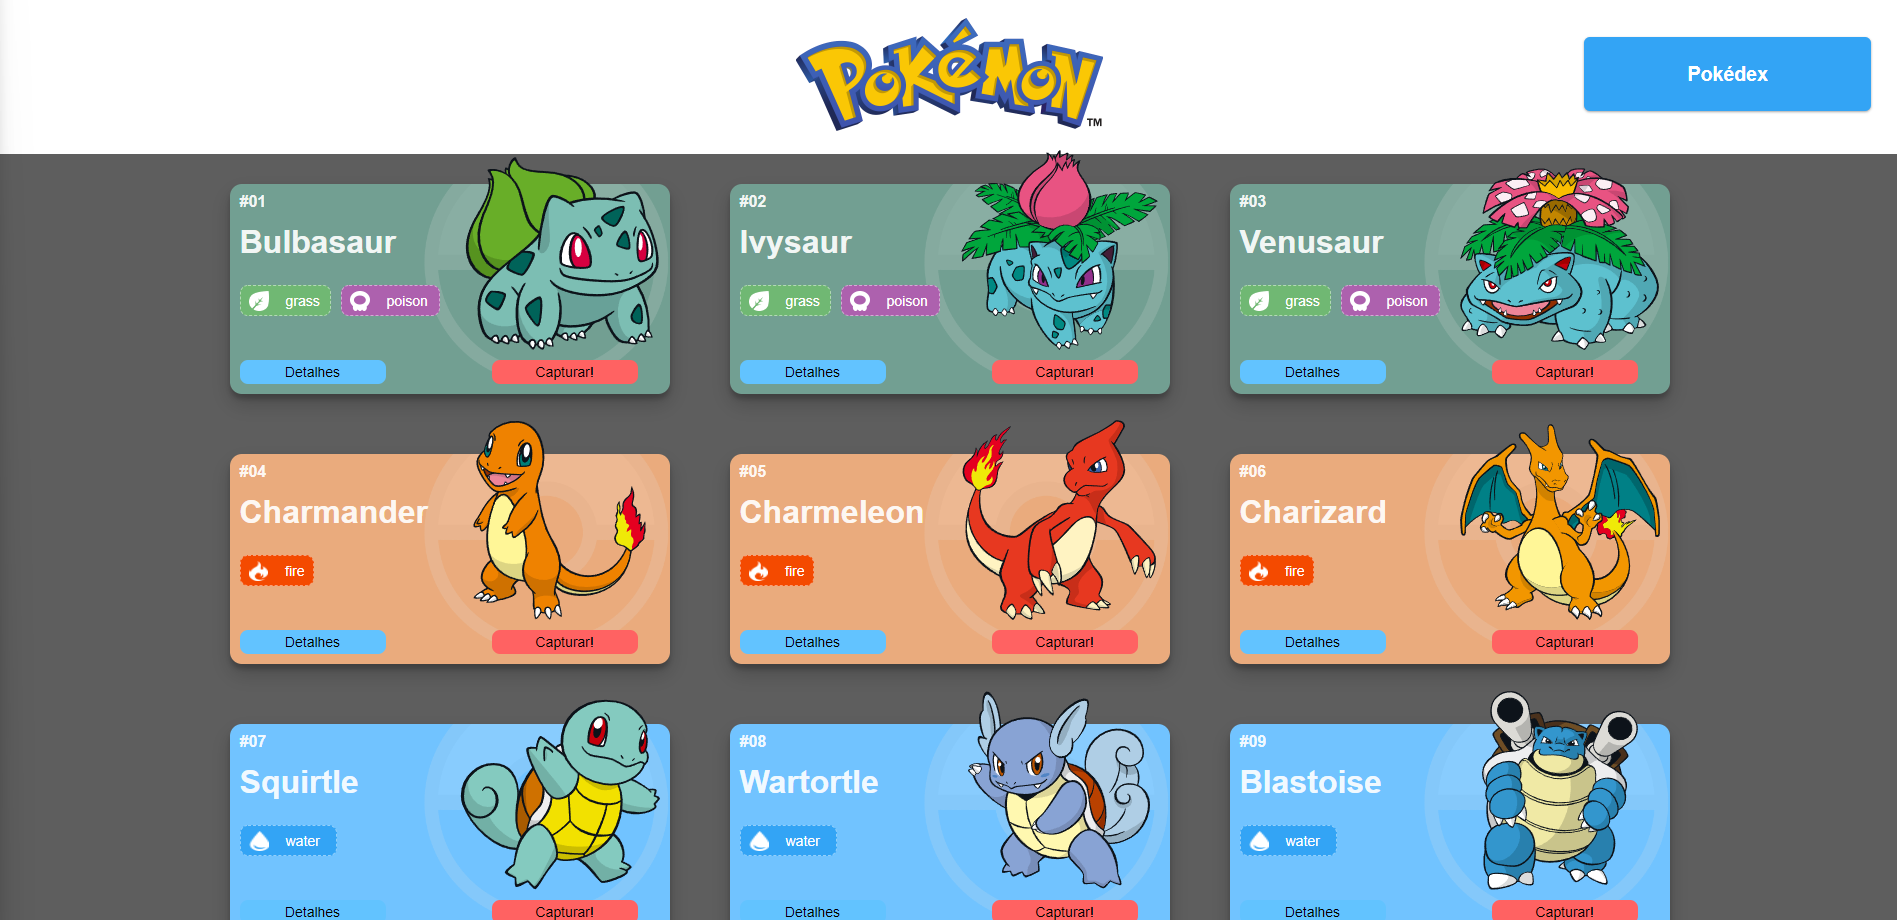 POKÉMON
TM
Pokédex
#01
Bulbasaur
grass poison
Detalhes Capturar!
#02
Ivysaur
grass poison
Detalhes Capturar!
#03
Venusaur
grass poison
Detalhes Capturar!
#04
Charmander
fire
Detalhes Capturar!
#05
Charmeleon
fire
Detalhes Capturar!
#06
Charizard
fire
Detalhes Capturar!
#07
Squirtle
water
Detalhes Capturar!
#08
Wartortle
water
Detalhes Capturar!
#09
Blastoise
water
Detalhes Capturar!